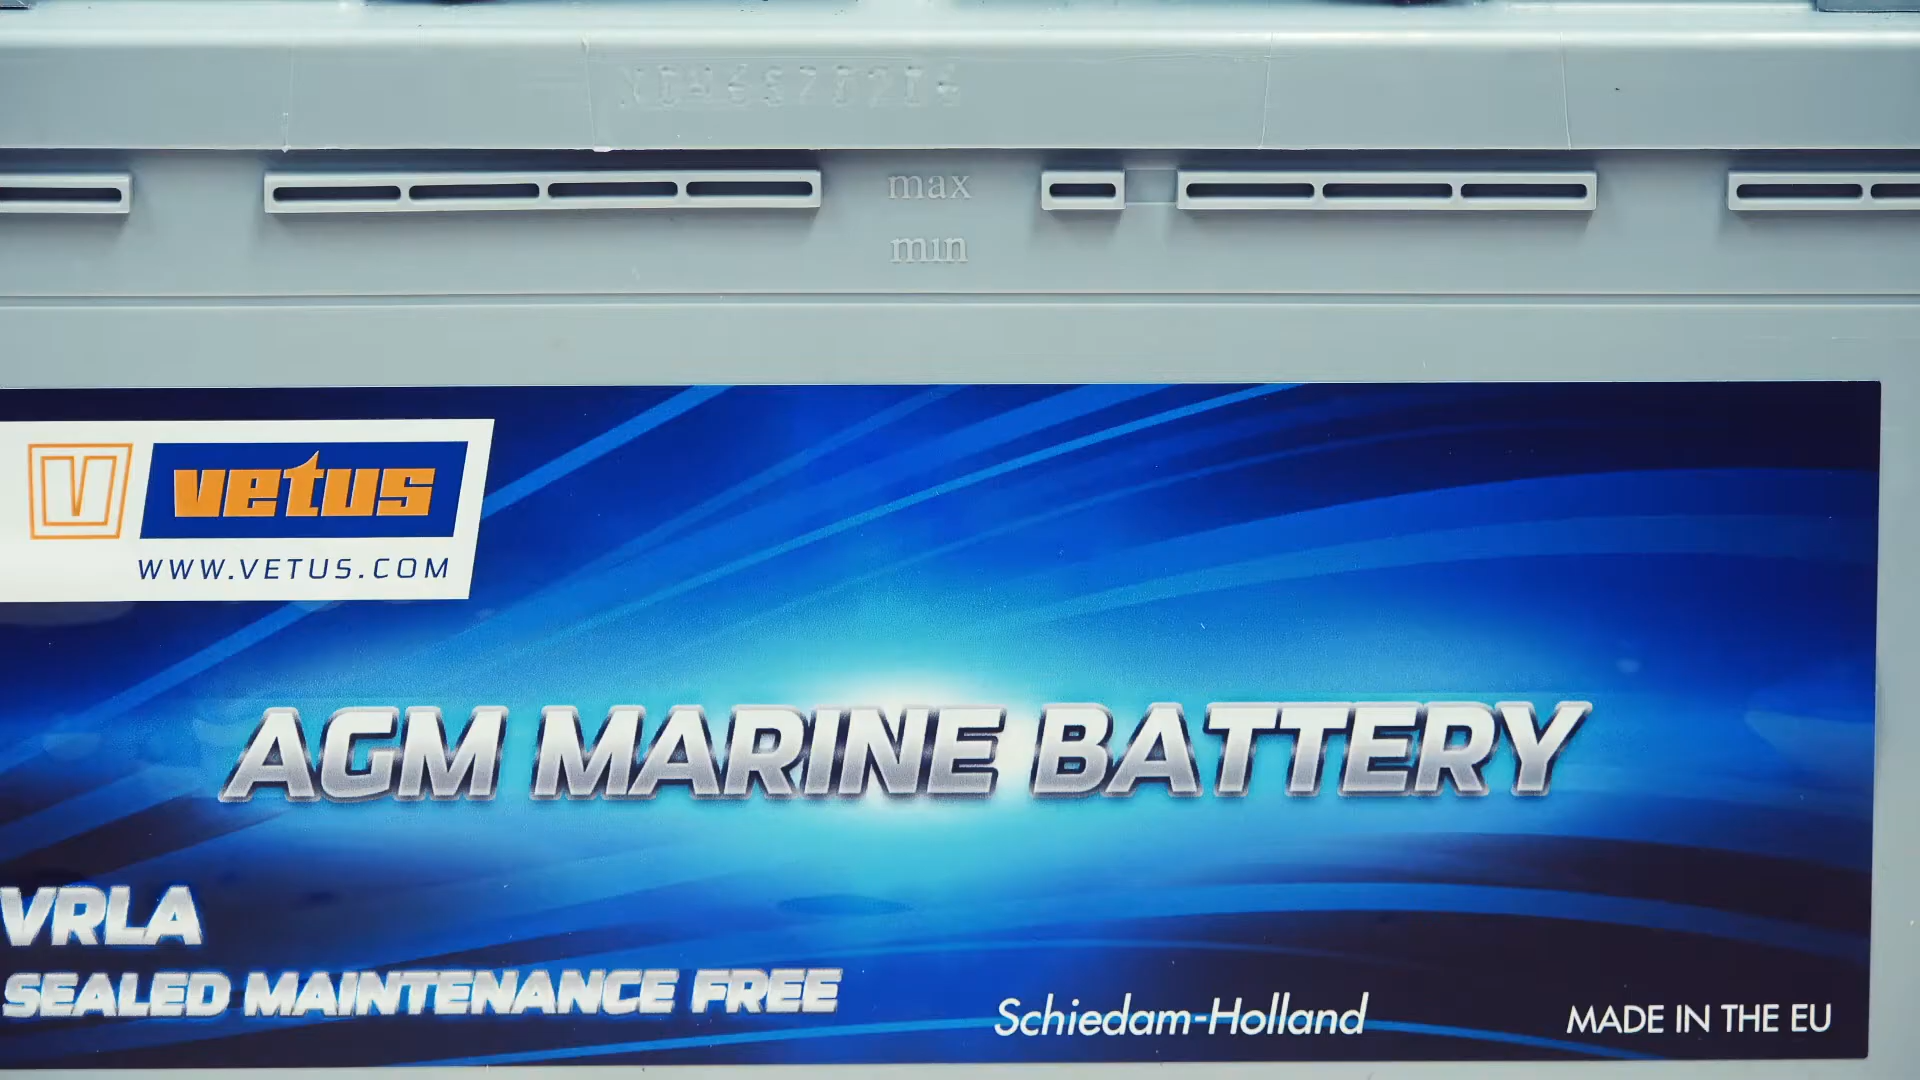 max
min
V vetus
WWW.VETUS.COM
AGM MARINE BATTERY
VRLA
SEALED MAINTENANCE FREE
Schiedam-Holland
MADE IN THE EU